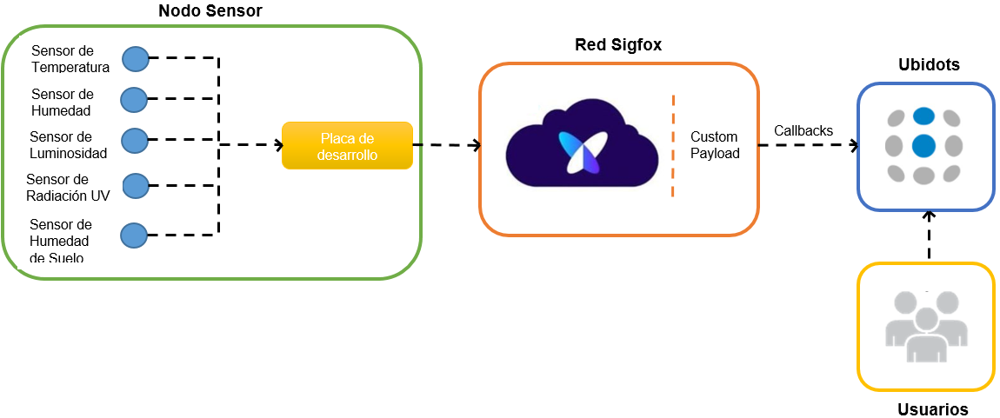 Nodo Sensor
Sensor de
Temperatura
Sensor de
Humedad
Sensor de
Luminosidad
Sensor de
Radiación UV
Sensor de
Humedad
de Suelo
Placa de
desarrollo
Red Sigfox
Custom
Payload
Callbacks
Ubidots
Usuarios